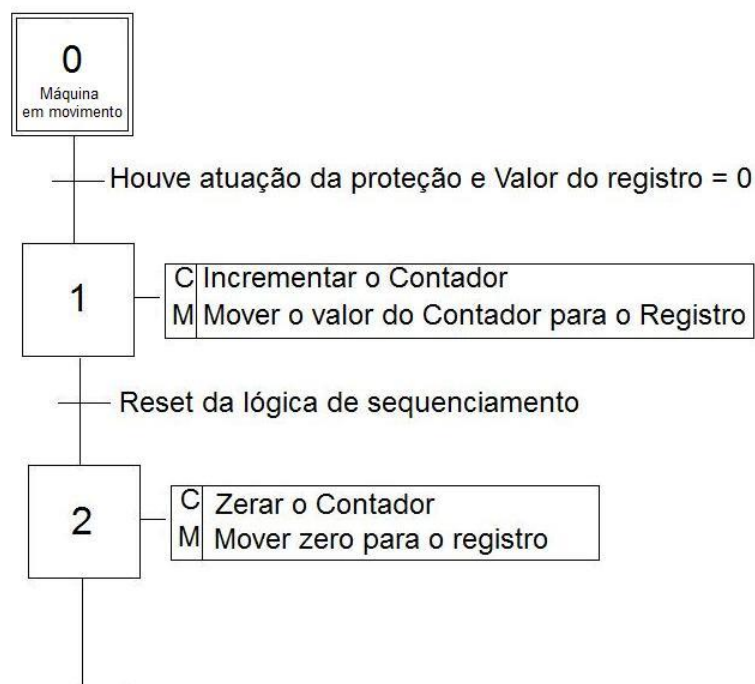 0
Máquina
em movimento
Houve atuação da proteção e Valor do registro = 0
1
C Incrementar o Contador
M Mover o valor do Contador para o Registro
Reset da lógica de sequenciamento
2
C Zerar o Contador
M Mover zero para o registro